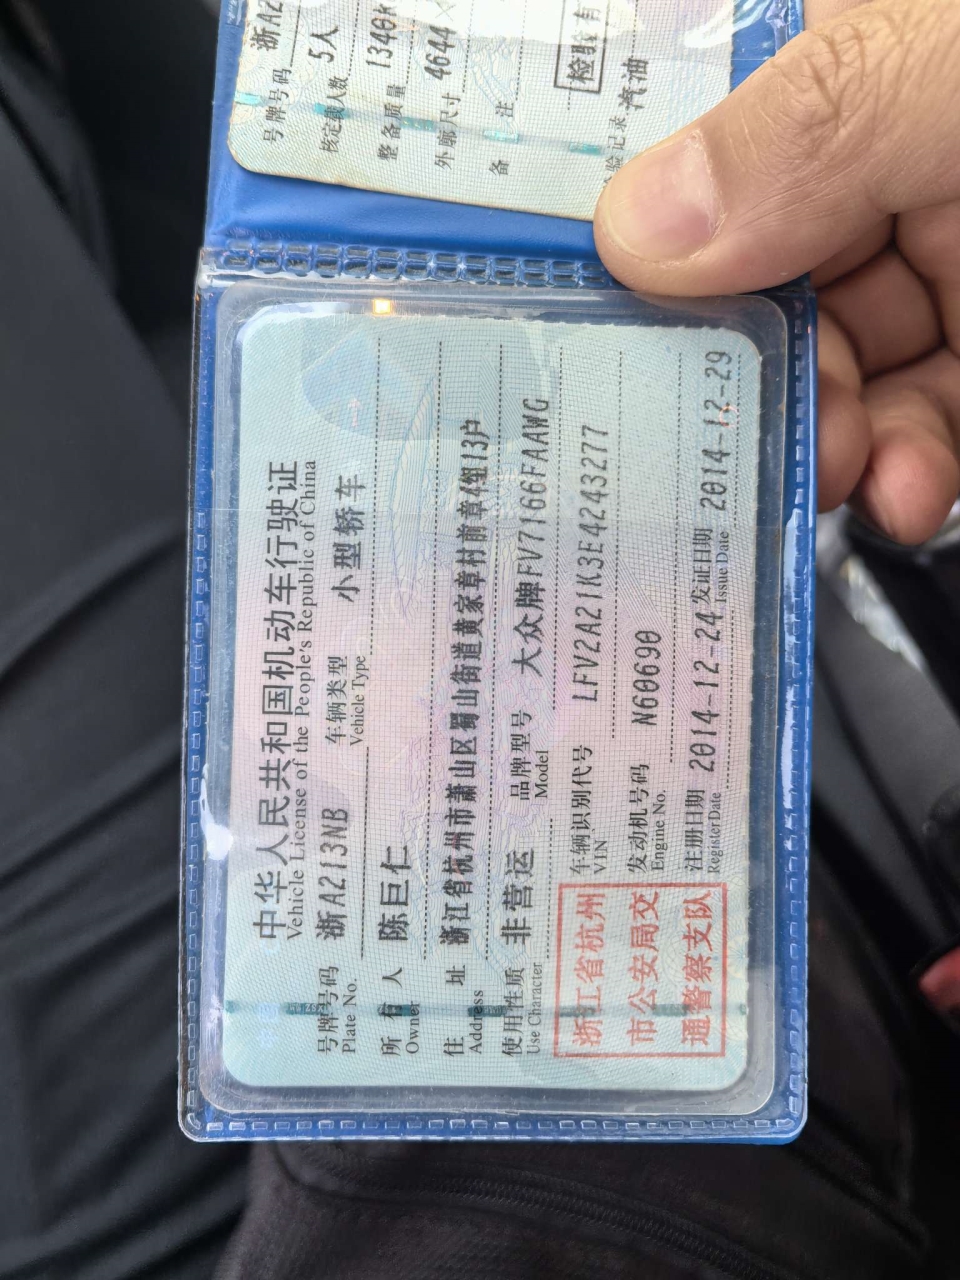 中华人民共和国机动车行驶证
Vehicle License of the People's Republic of China
号牌号码 浙A213NB 车辆类型 小型轿车
Plate No. Vehicle Type
所有人 陈巨仁
Owner
住址 浙江省杭州市萧山区蜀山街道黄家章村前章4组13户
Address
使用性质 非营运 品牌型号 大众牌FV7166FAAWG
Use Character Model
浙江省杭州
市公安局交
通警察支队
车辆识别代号 LFV2A21K3E4243277
VIN
发动机号码 N60690
Engine No.
注册日期 2014-12-24 发证日期 2014-12-29
Register Date Issue Date
号牌号码 浙A2
核定载人数 5人
整备质量 1340k
外廓尺寸 4644×
备注
检验有
验记录 汽油